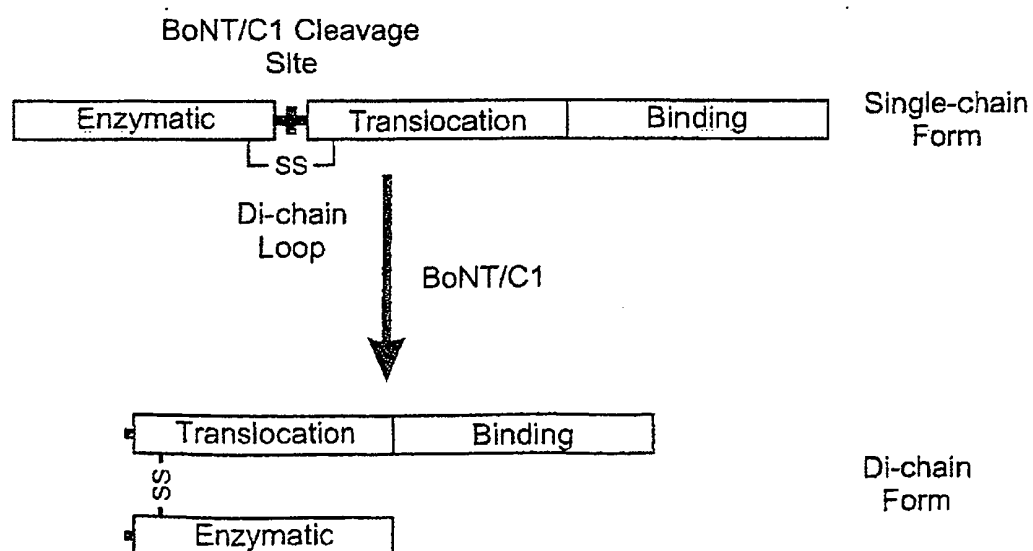 BoNT/C1 Cleavage
Site
Enzymatic
Translocation
Binding
Single-chain
Form
SS
Di-chain
Loop
BoNT/C1
Translocation
Binding
SS
Enzymatic
Di-chain
Form